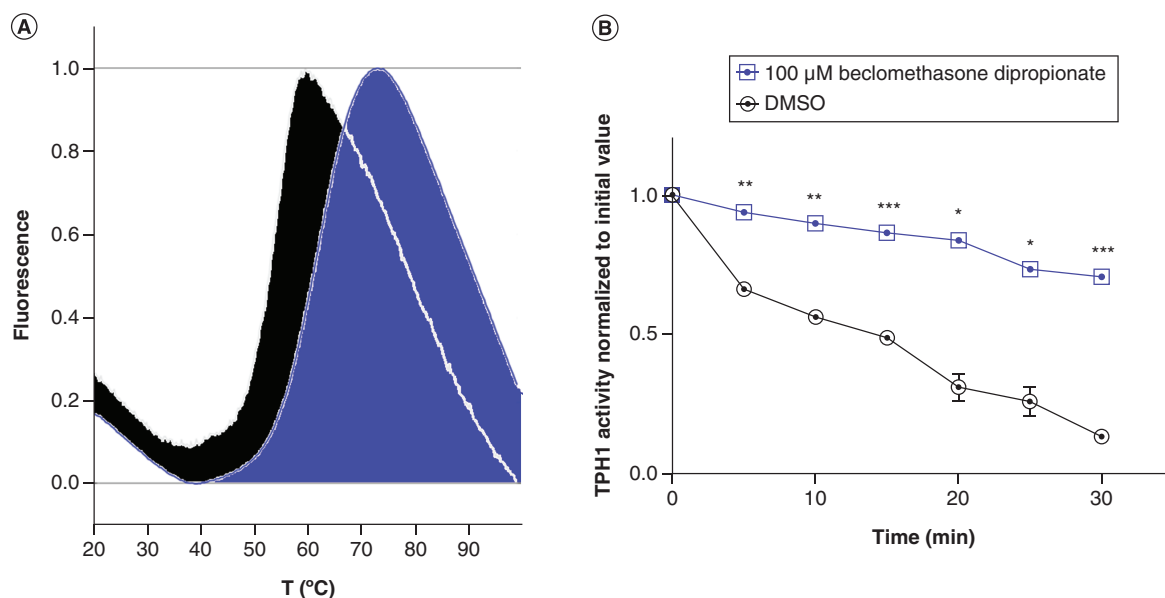 A
Fluorescence
1.0
0.8
0.6
0.4
0.2
0.0
20 30 40 50 60 70 80 90
T (ºC)
B
100 µM beclomethasone dipropionate
DMSO
TPH1 activity normalized to initial value
1.0
0.5
0.0
** ** *** * * ***
0 10 20 30
Time (min)